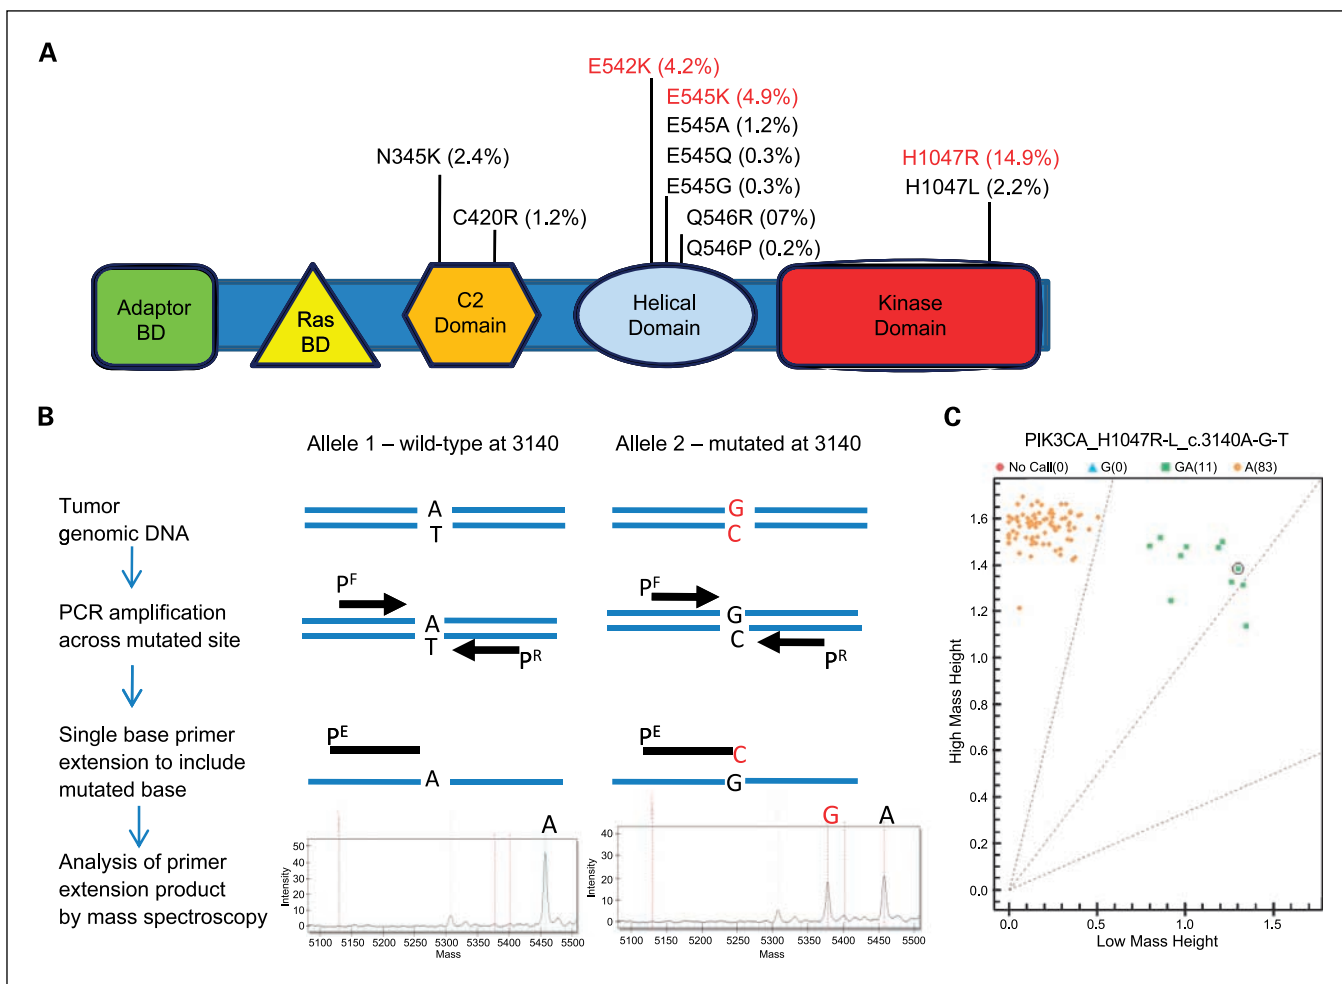 A
E542K (4.2%)
E545K (4.9%)
E545A (1.2%)
E545Q (0.3%)
E545G (0.3%)
Q546R (07%)
Q546P (0.2%)
N345K (2.4%)
C420R (1.2%)
H1047R (14.9%)
H1047L (2.2%)
Adaptor
BD
Ras
BD
C2
Domain
Helical
Domain
Kinase
Domain
B
Allele 1 – wild-type at 3140
Allele 2 – mutated at 3140
Tumor
genomic DNA
A
T
G
C
PCR amplification
across mutated site
PF
A
T
PR
PF
G
C
PR
Single base primer
extension to include
mutated base
PE
A
PE
C
G
Analysis of primer
extension product
by mass spectroscopy
A
50
40
30
20
10
0
Intensity
5100 5150 5200 5250 5300 5350 5400 5450 5500
Mass
G A
40
30
20
10
0
Intensity
5100 5150 5200 5250 5300 5350 5400 5450 5500
Mass
C
PIK3CA_H1047R-L_c.3140A-G-T
No Call(0) G(0) GA(11) A(83)
High Mass Height
1.6
1.4
1.2
1.0
0.8
0.6
0.4
0.2
0.0
0.0 0.5 1.0 1.5
Low Mass Height